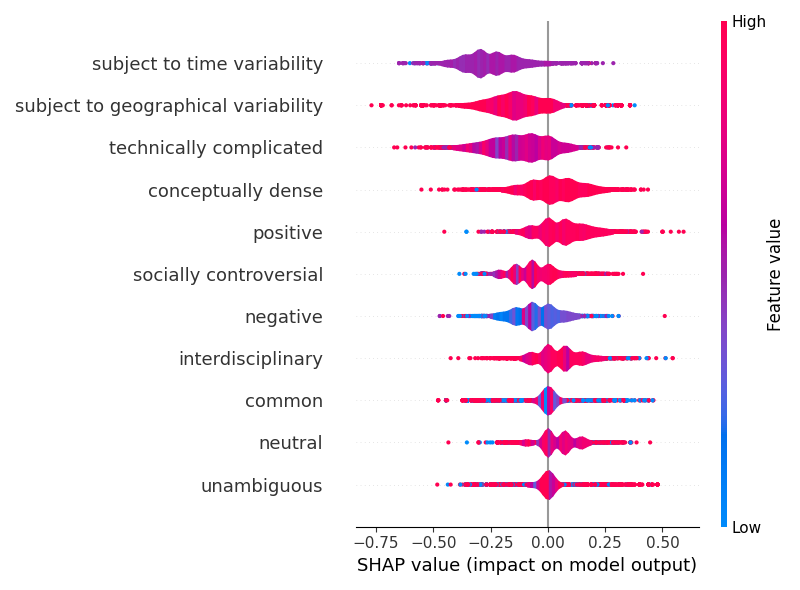 High
subject to time variability
subject to geographical variability
technically complicated
conceptually dense
positive
socially controversial
negative
interdisciplinary
common
neutral
unambiguous
Feature value
Low
−0.75 −0.50 −0.25 0.00 0.25 0.50
SHAP value (impact on model output)